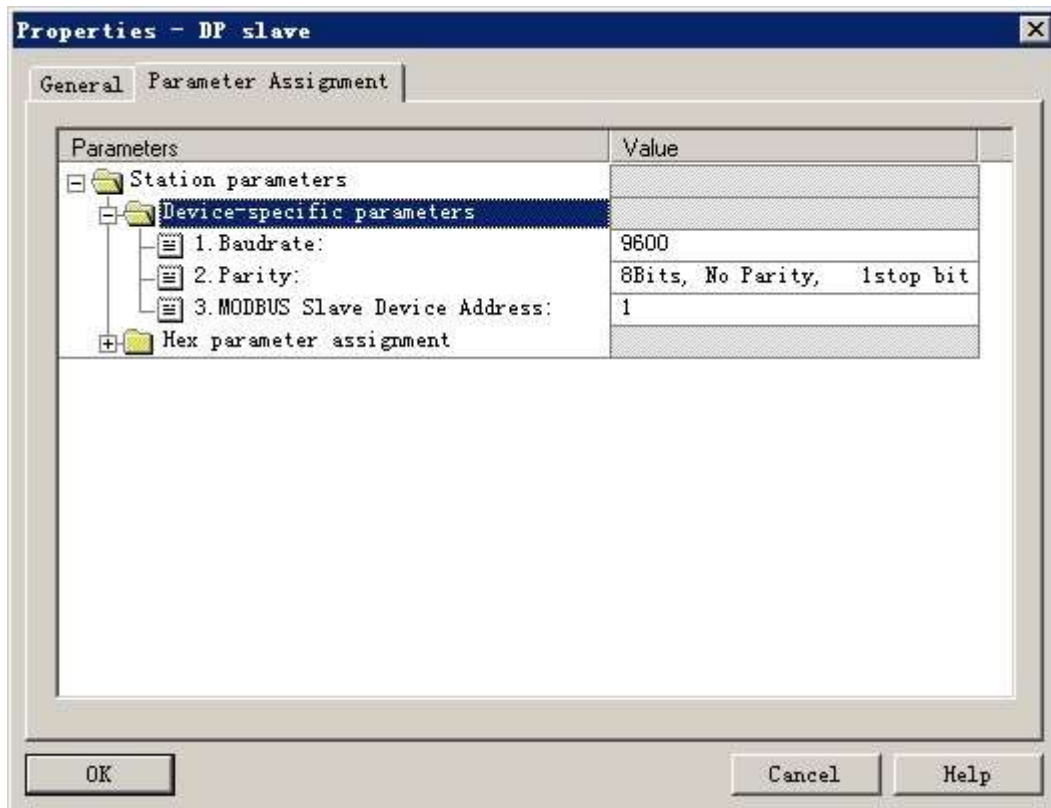 Properties - DP slave
General Parameter Assignment
Parameters Value
Station parameters
Device-specific parameters
1.Baudrate: 9600
2.Parity: 8Bits, No Parity, 1stop bit
3.MODBUS Slave Device Address: 1
Hex parameter assignment
OK Cancel Help